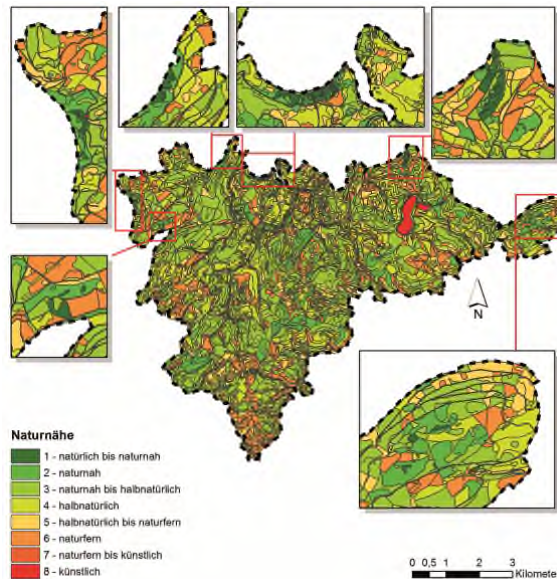 N
Naturnähe
1 - natürlich bis naturnah
2 - naturnah
3 - naturnah bis halbnatürlich
4 - halbnatürlich
5 - halbnatürlich bis naturfern
6 - naturfern
7 - naturfern bis künstlich
8 - künstlich
0 0,5 1 2 3
Kilomete